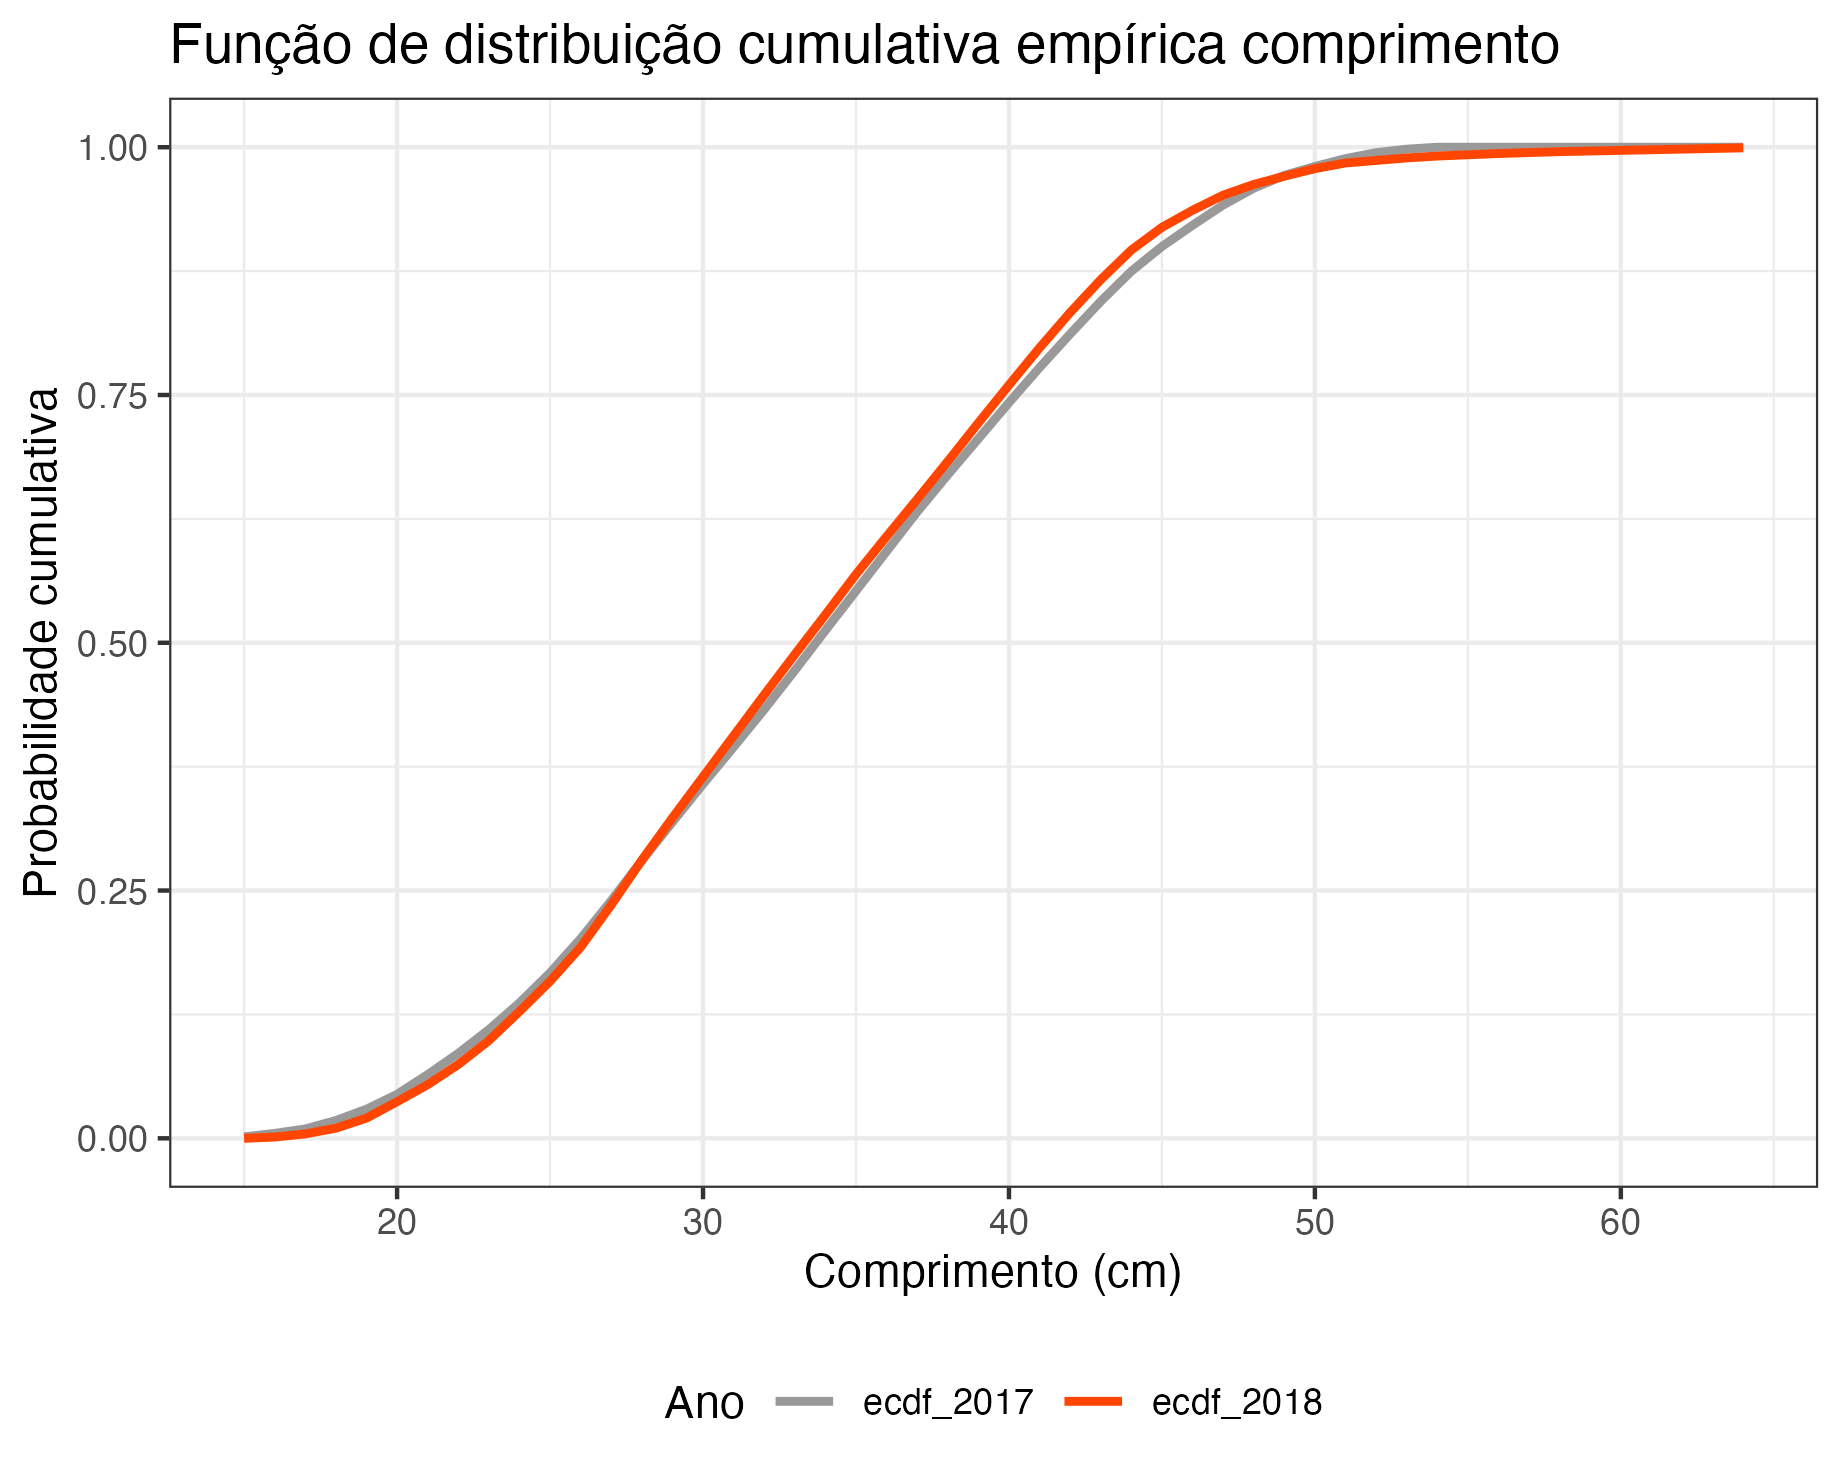 Função de distribuição cumulativa empírica comprimento
Probabilidade cumulativa
1.00
0.75
0.50
0.25
0.00
20 30 40 50 60
Comprimento (cm)
Ano ecdf_2017 ecdf_2018